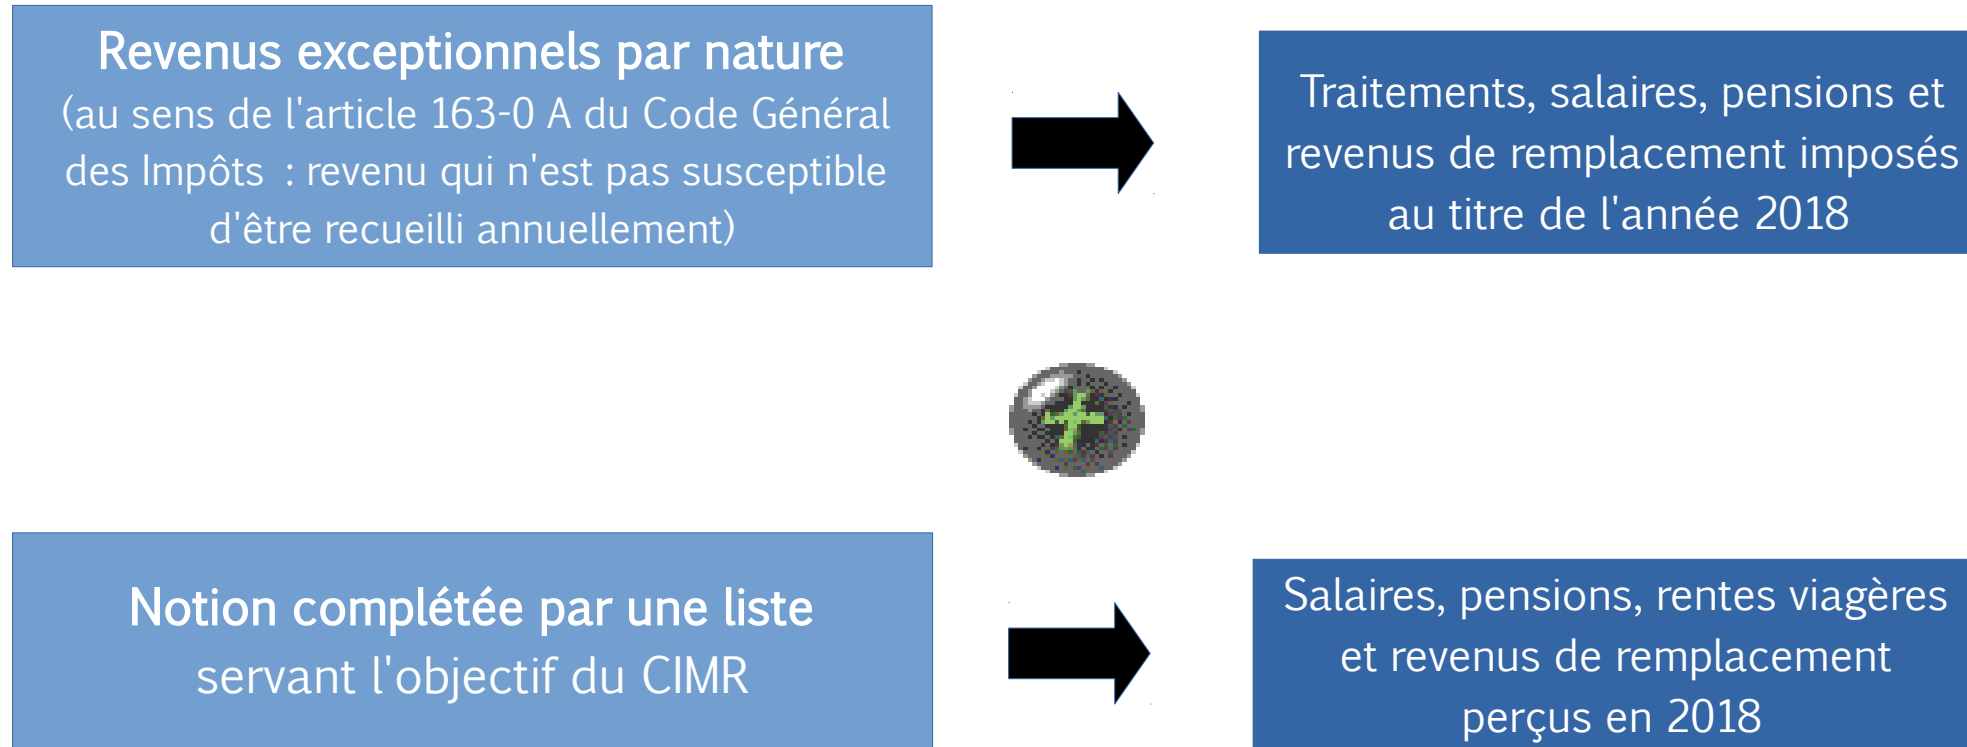 Revenus exceptionnels par nature
(au sens de l'article 163-0 A du Code Général
des Impôts : revenu qui n'est pas susceptible
d'être recueilli annuellement)
Traitements, salaires, pensions et
revenus de remplacement imposés
au titre de l'année 2018
Notion complétée par une liste
servant l'objectif du CIMR
Salaires, pensions, rentes viagères
et revenus de remplacement
perçus en 2018